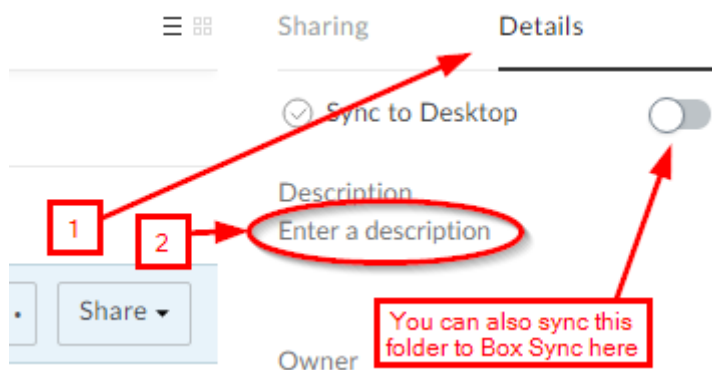 Sharing Details
Sync to Desktop
Description
1
2
Enter a description
Share
You can also sync this
folder to Box Sync here
Owner